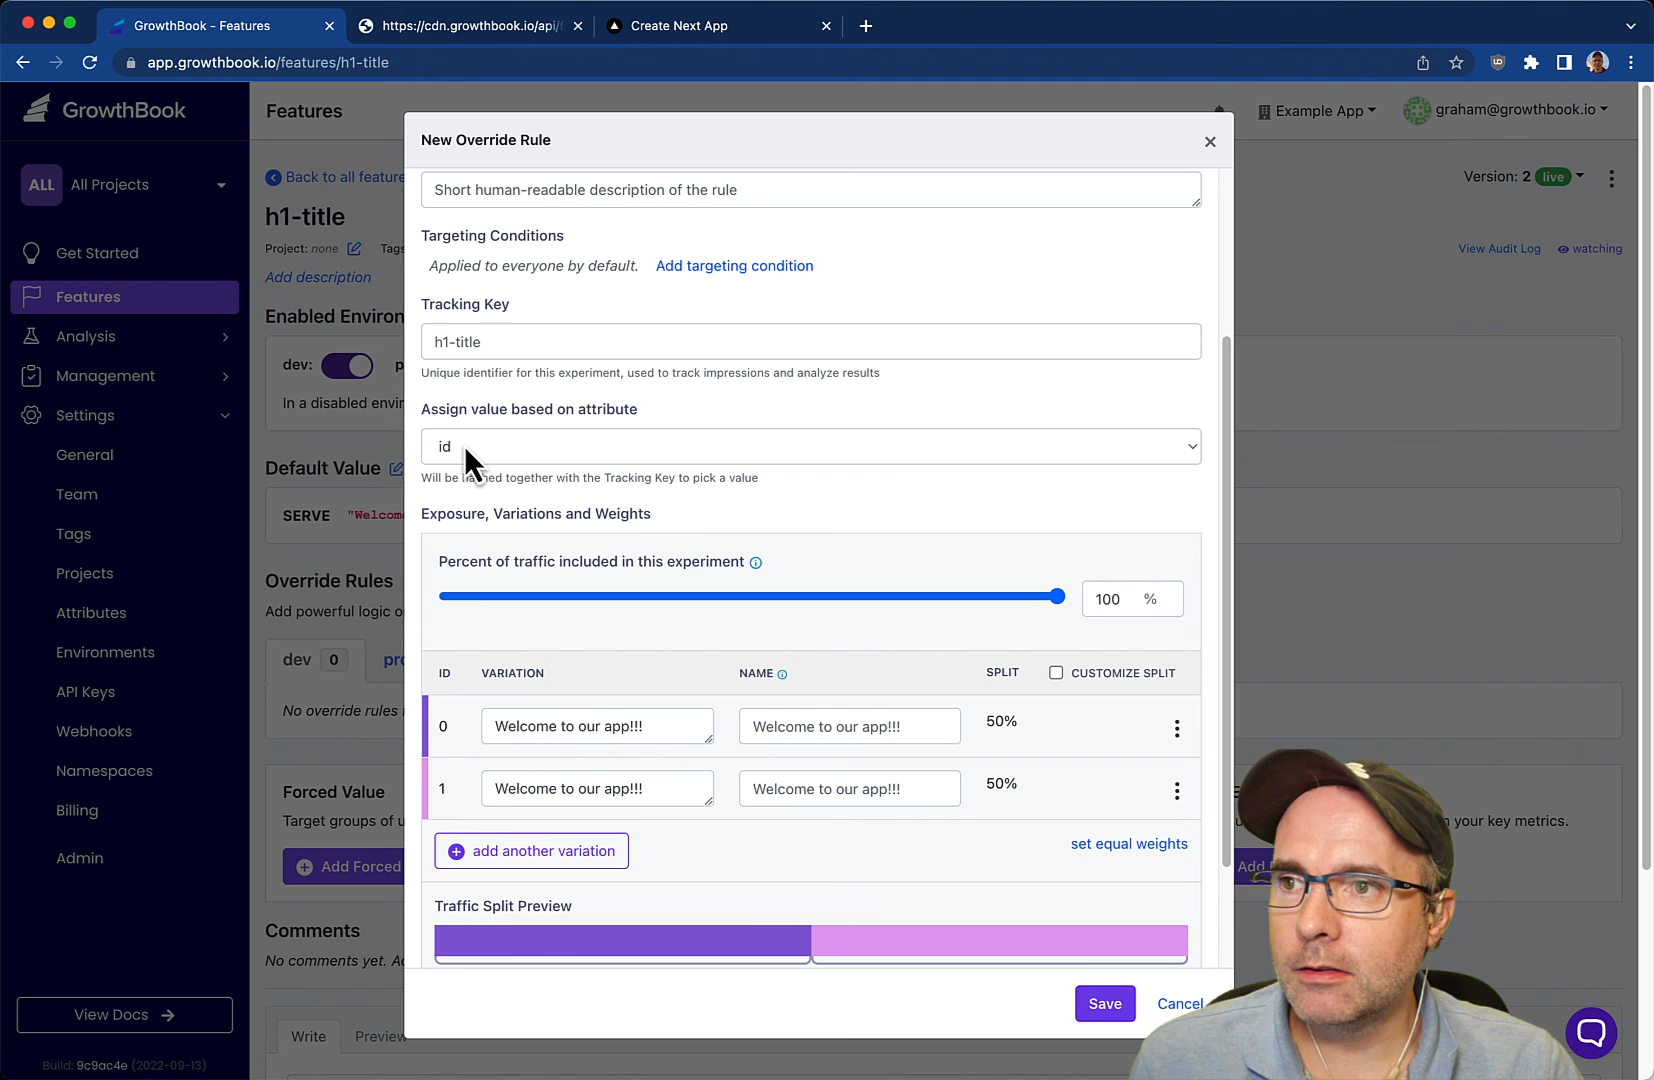 GrowthBook - Features
https://cdn.growthbook.io/api/f
Create Next App
app.growthbook.io/features/h1-title
GrowthBook
Features
Example App
graham@growthbook.io
ALL
All Projects
Get Started
Features
Analysis
Management
Settings
General
Team
Tags
Projects
Attributes
Environments
API Keys
Webhooks
Namespaces
Billing
Admin
View Docs
Build: 9c9ac4e (2022-09-13)
Back to all feature
Version: 2 live
h1-title
Project: none
Tags
View Audit Log
watching
Add description
Enabled Environ
dev:
In a disabled envir
Default Value
SERVE "Welcom
Override Rules
Add powerful logic o
dev 0
pro
No override rules
Forced Value
Target groups of u
n your key metrics.
Add Forced
Add
Comments
No comments yet.
Write
Preview
New Override Rule
Short human-readable description of the rule
Targeting Conditions
Applied to everyone by default.
Add targeting condition
Tracking Key
h1-title
Unique identifier for this experiment, used to track impressions and analyze results
Assign value based on attribute
id
Will be hashed together with the Tracking Key to pick a value
Exposure, Variations and Weights
Percent of traffic included in this experiment
100 %
ID VARIATION NAME SPLIT CUSTOMIZE SPLIT
0 Welcome to our app!!! Welcome to our app!!! 50%
1 Welcome to our app!!! Welcome to our app!!! 50%
add another variation
set equal weights
Traffic Split Preview
Save
Cancel